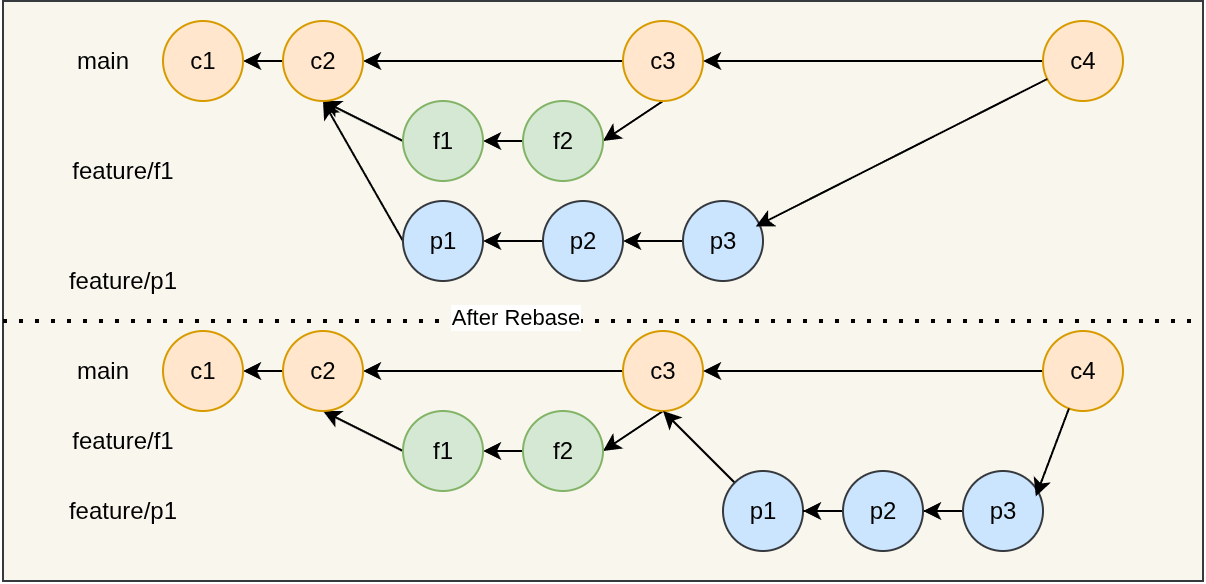 main c1 c2 c3 c4
f1 f2
feature/f1
p1 p2 p3
feature/p1
After Rebase
main c1 c2 c3 c4
feature/f1 f1 f2
feature/p1 p1 p2 p3